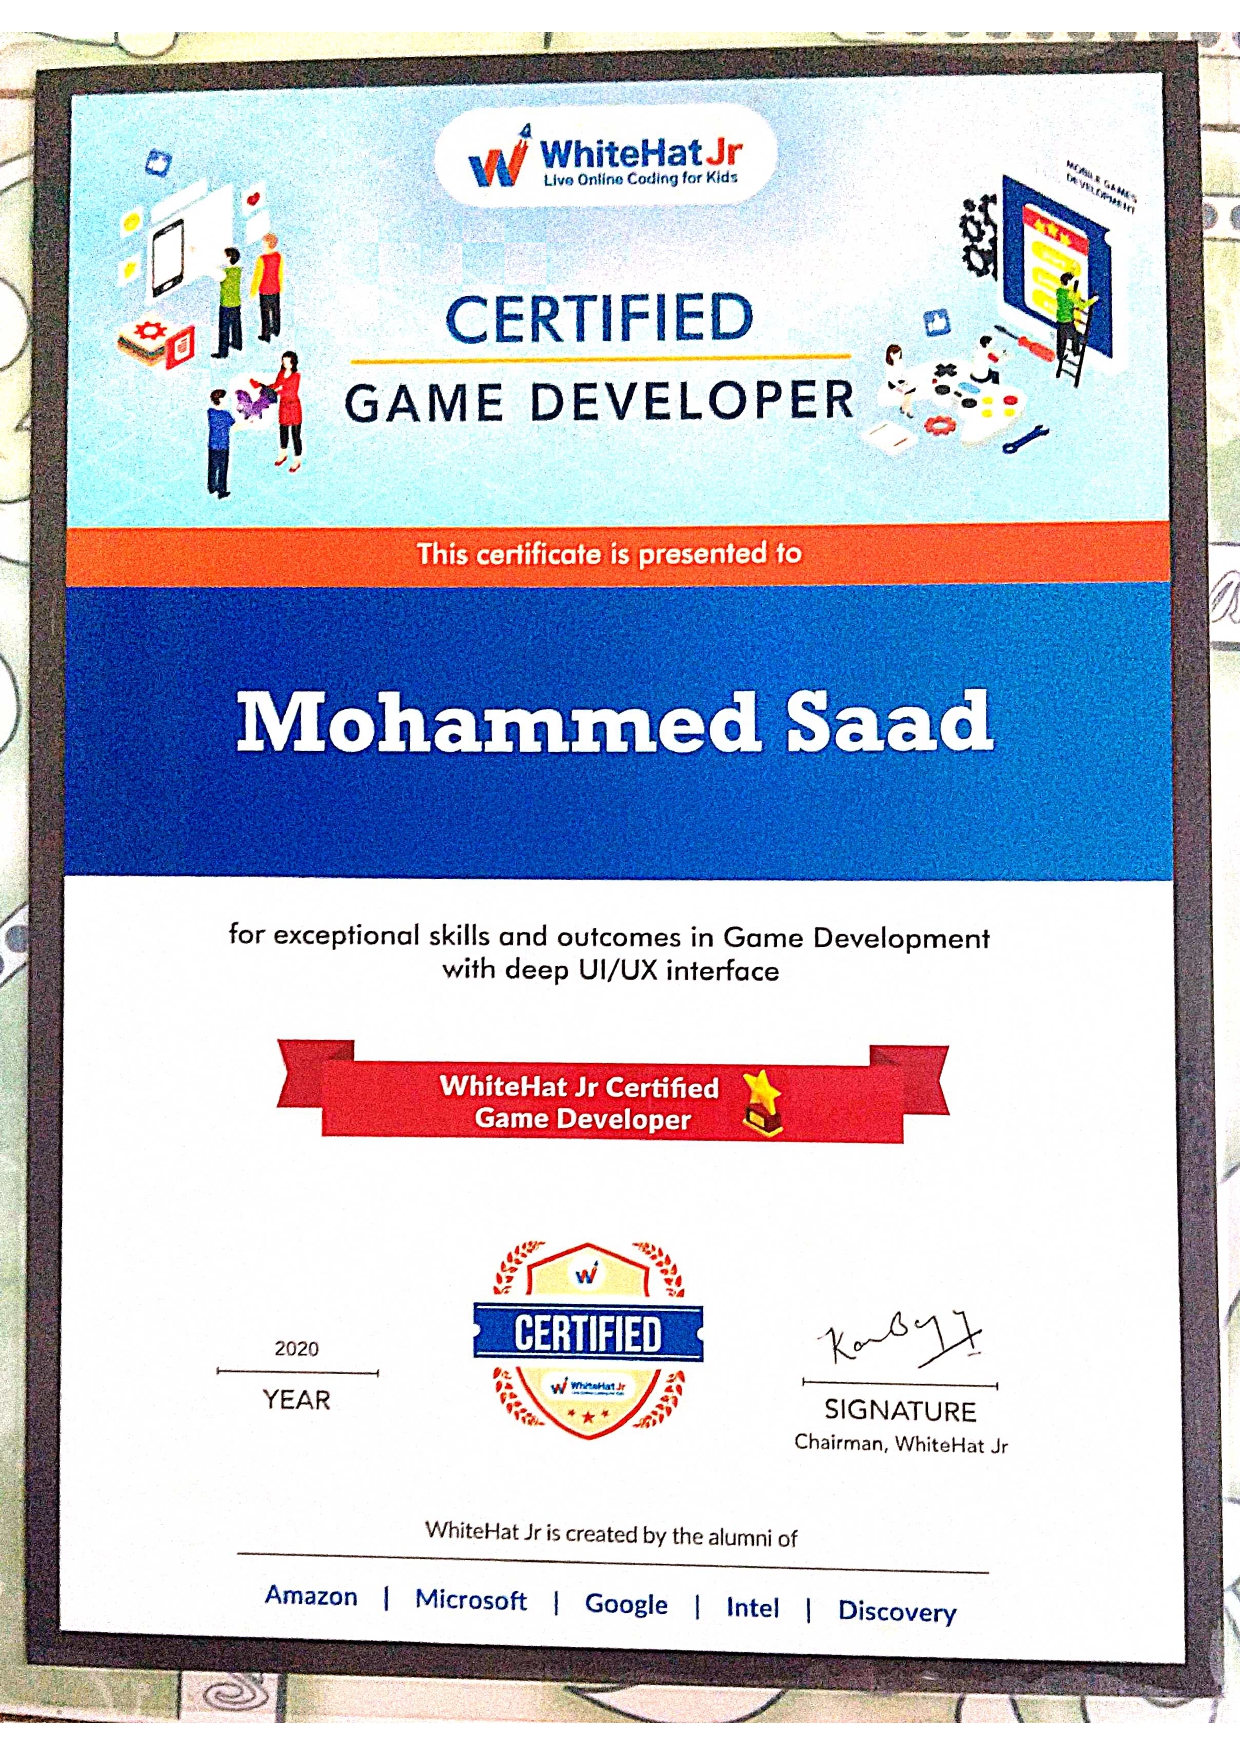 WhiteHat Jr
Live Online Coding for Kids
MOBILE GAMES
DEVELOPMENT
CERTIFIED
GAME DEVELOPER
This certificate is presented to
Mohammed Saad
for exceptional skills and outcomes in Game Development
with deep UI/UX interface
WhiteHat Jr Certified
Game Developer
W
CERTIFIED
WhiteHat Jr
2020
YEAR
SIGNATURE
Chairman, WhiteHat Jr
WhiteHat Jr is created by the alumni of
Amazon | Microsoft | Google | Intel | Discovery